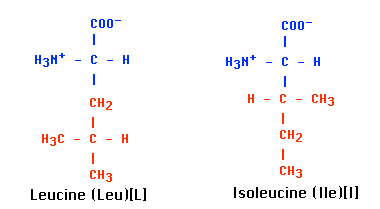 COO⁻
H₃N⁺ - C - H
CH₂
H₃C - C - H
CH₃
Leucine (Leu)[L]
COO⁻
H₃N⁺ - C - H
H - C - CH₃
CH₂
CH₃
Isoleucine (Ile)[I]